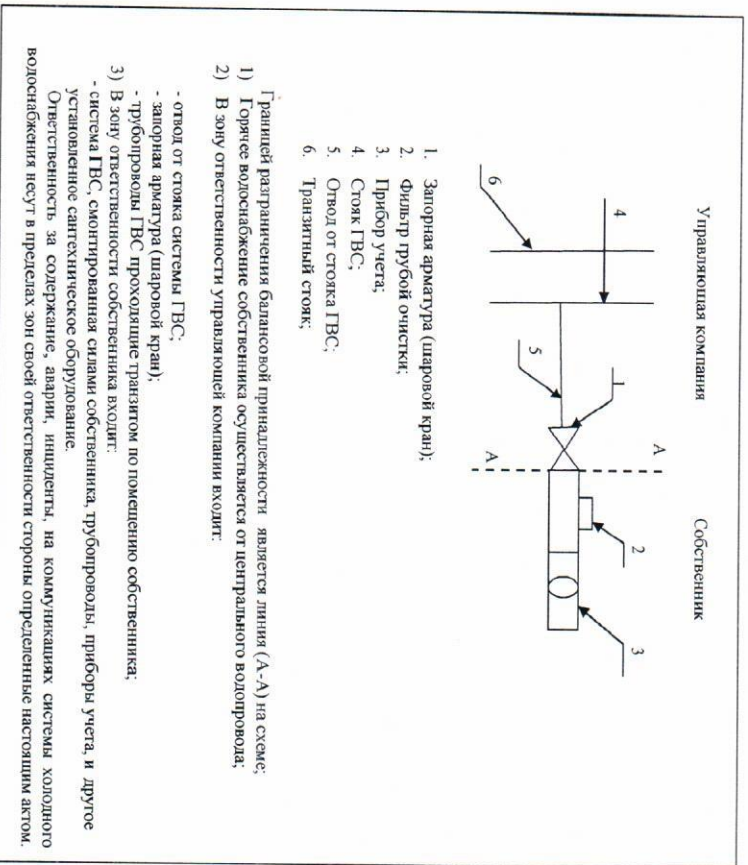 Управляющая компания Собственник
A
4
1
2
3
6
5
A
1. Запорная арматура (шаровой кран);
2. Фильтр грубой очистки;
3. Прибор учета;
4. Стояк ГВС;
5. Отвод от стояка ГВС;
6. Транзитный стояк;
Границей разграничения балансовой принадлежности является линия (А-А) на схеме;
1) Горячее водоснабжение собственника осуществляется от центрального водопровода;
2) В зону ответственности управляющей компании входит:
- отвод от стояка системы ГВС;
- запорная арматура (шаровой кран);
- трубопроводы ГВС проходящие транзитом по помещению собственника;
3) В зону ответственности собственника входит:
- система ГВС, смонтированная силами собственника, трубопроводы, приборы учета, и другое
установленное сантехническое оборудование.
Ответственность за содержание, аварии, инциденты, на коммуникациях системы холодного
водоснабжения несут в пределах зон своей ответственности стороны определенные настоящим актом.